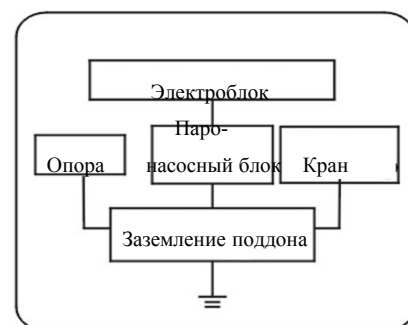 Электроблок
Паро-
Опора
насосный блок
Кран
Заземление поддона